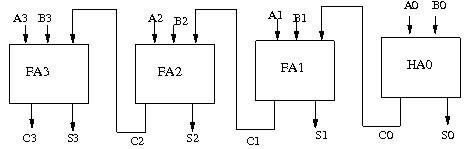 A3 B3 A2 B2 A1 B1 A0 B0
FA3 FA2 FA1 HA0
C3 S3 C2 S2 C1 S1 C0 S0